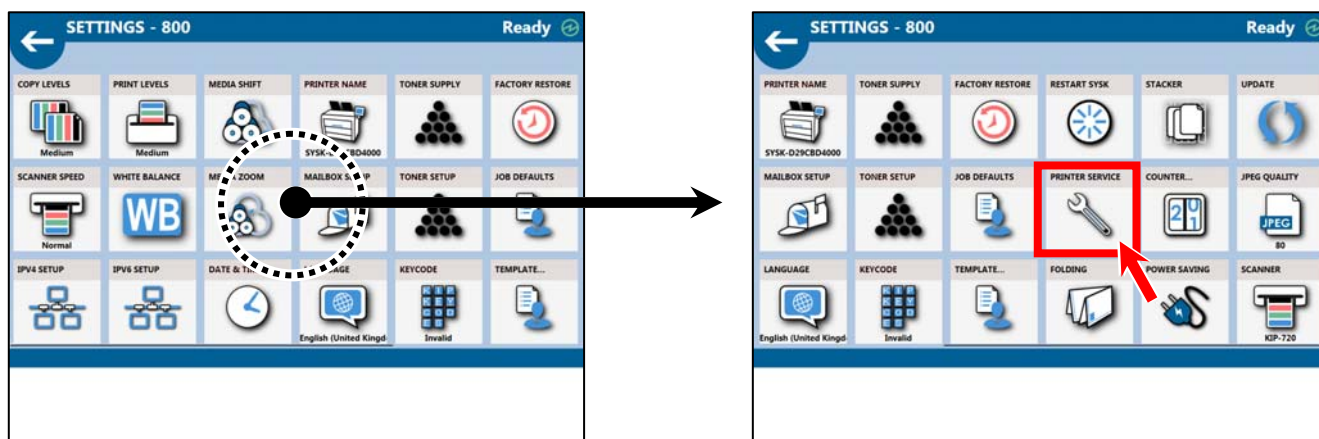 SETTINGS - 800 Ready
COPY LEVELS PRINT LEVELS MEDIA SHIFT PRINTER NAME TONER SUPPLY FACTORY RESTORE
Medium Medium
SCANNER SPEED WHITE BALANCE ZOOM MAILBOX TONER SETUP JOB DEFAULTS
WB
Normal
IPV4 SETUP IPV6 SETUP DATE & KEYCODE TEMPLATE...
English (United Kingd Invalid
SETTINGS - 800 Ready
PRINTER NAME TONER SUPPLY FACTORY RESTORE RESTART SYSK STACKER UPDATE
SYSK-D29CBD4000
MAILBOX SETUP TONER SETUP JOB DEFAULTS PRINTER SERVICE COUNTER... JPEG QUALITY
JPEG
80
LANGUAGE KEYCODE TEMPLATE... FOLDING POWER SAVING SCANNER
English (United Kingd Invalid KIP-720